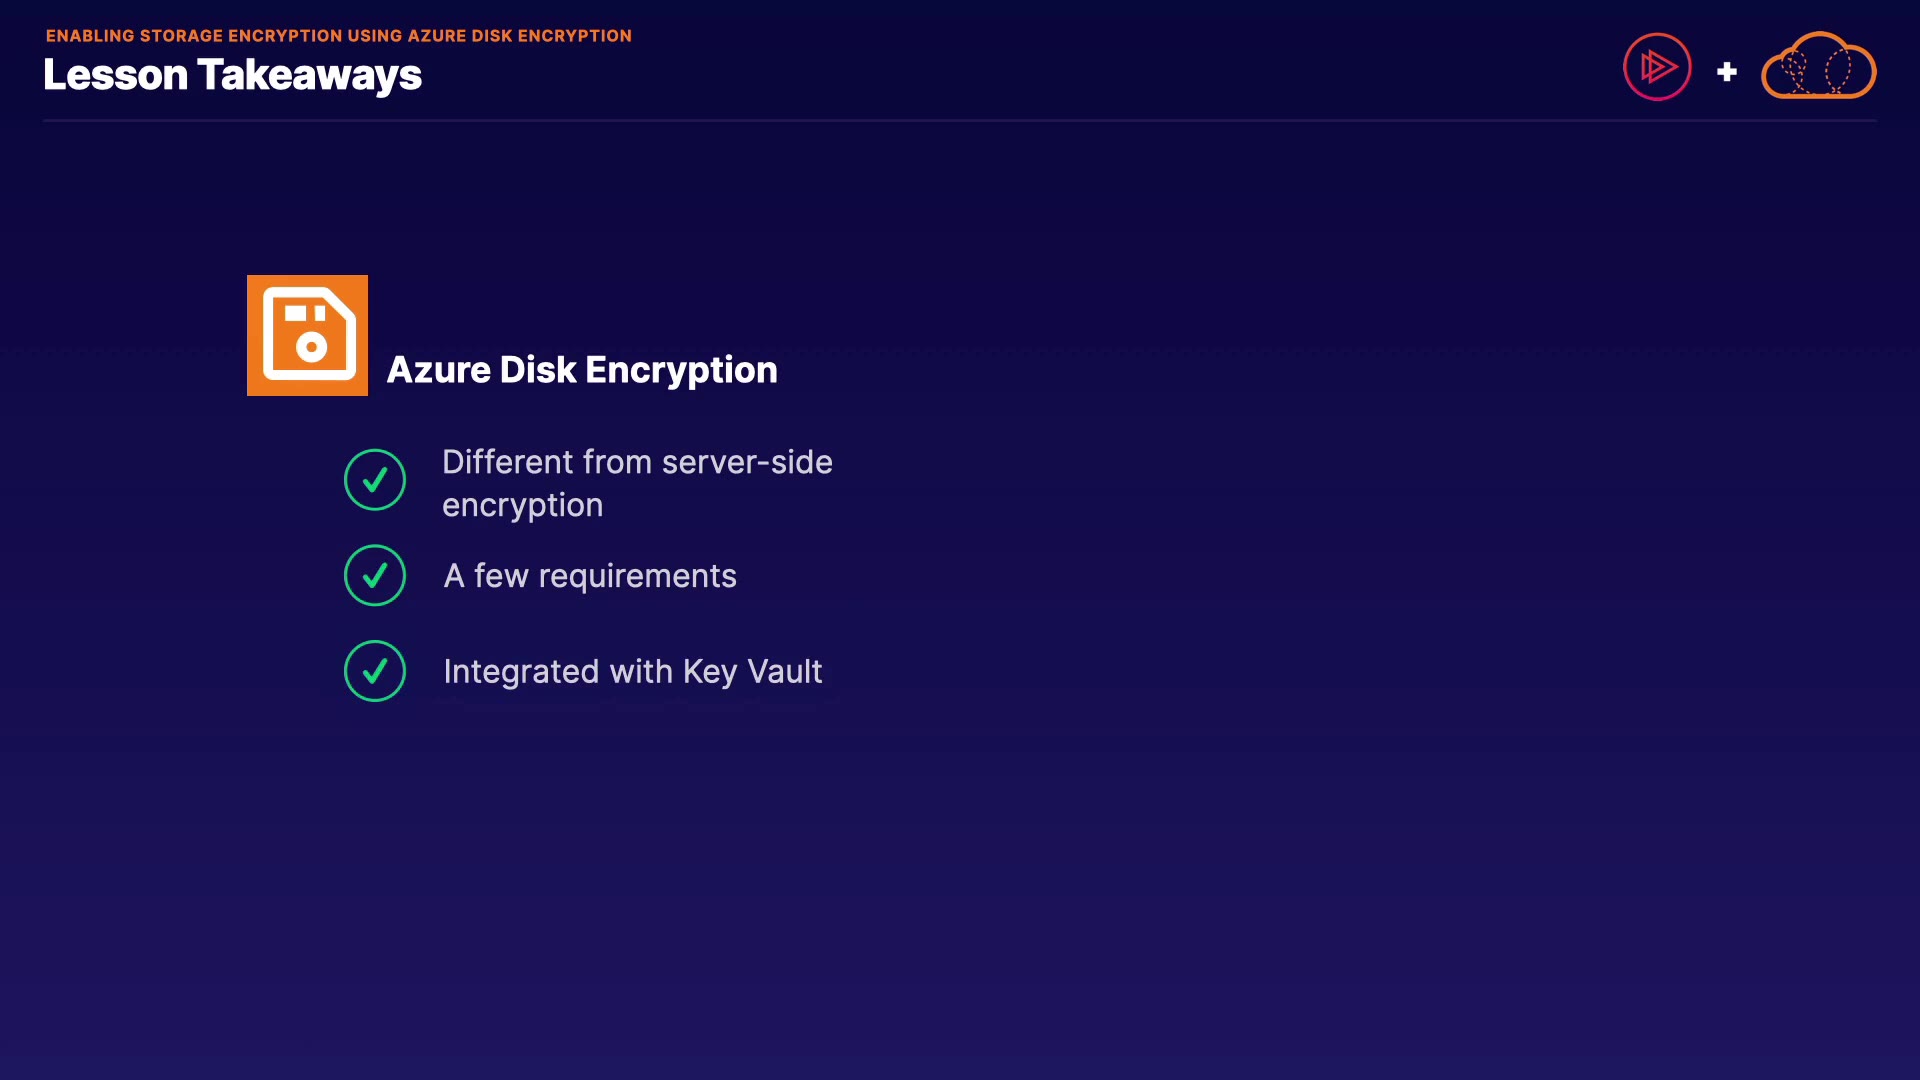 ENABLING STORAGE ENCRYPTION USING AZURE DISK ENCRYPTION
Lesson Takeaways
Azure Disk Encryption
Different from server-side
encryption
A few requirements
Integrated with Key Vault